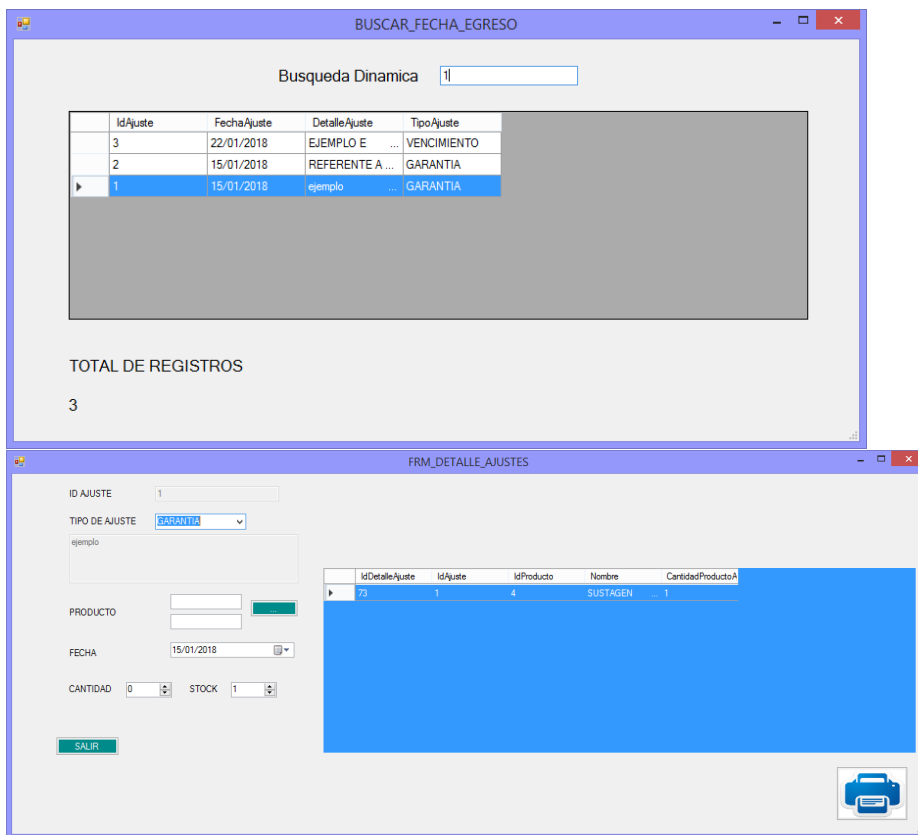 BUSCAR_FECHA_EGRESO
Busqueda Dinamica 1
IdAjuste FechaAjuste DetalleAjuste TipoAjuste
3 22/01/2018 EJEMPLO E ... VENCIMIENTO
2 15/01/2018 REFERENTE A ... GARANTIA
1 15/01/2018 ejemplo ... GARANTIA
TOTAL DE REGISTROS
3
FRM_DETALLE_AJUSTES
ID AJUSTE 1
TIPO DE AJUSTE GARANTIA
ejemplo
IdDetalleAjuste IdAjuste IdProducto Nombre CantidadProductoA
73 1 4 SUSTAGEN ... 1
PRODUCTO ...
FECHA 15/01/2018
CANTIDAD 0 STOCK 1
SALIR